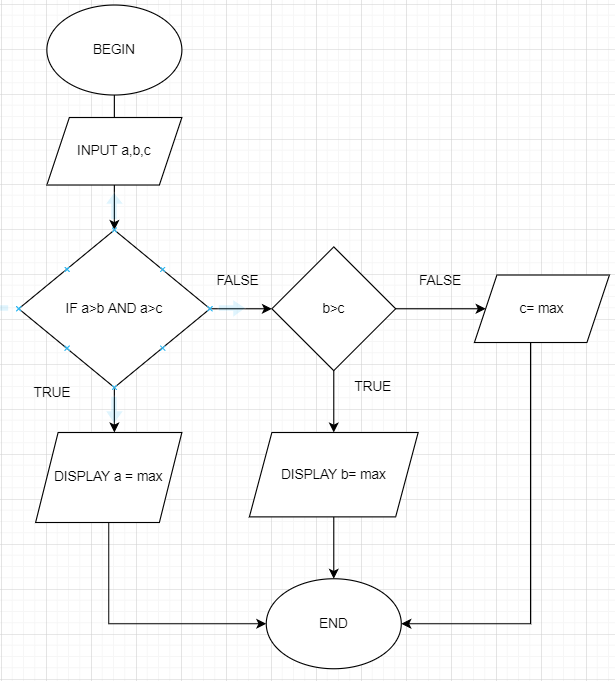 BEGIN
INPUT a,b,c
IF a>b AND a>c
FALSE
b>c
FALSE
c= max
TRUE
TRUE
DISPLAY a = max
DISPLAY b= max
END